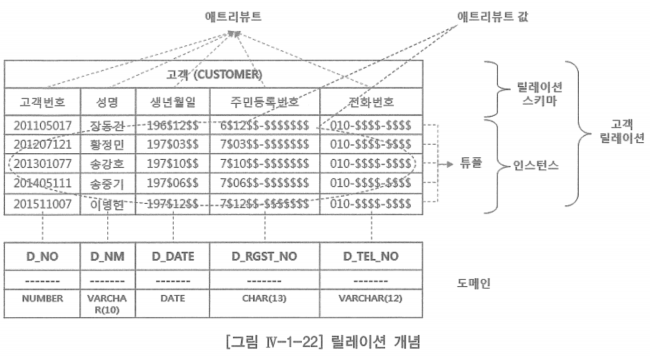 애트리뷰트 애트리뷰트 값
고객 (CUSTOMER)
고객번호 성명 생년월일 주민등록번호 전화번호
201105017 장동건 196$12$$ 6$12$$-$$$$$$$ 010-$$$$-$$$$
201207121 황정민 197$03$$ 7$03$$-$$$$$$$ 010-$$$$-$$$$
201301077 송강호 197$10$$ 7$10$$-$$$$$$$ 010-$$$$-$$$$
201405111 송중기 197$06$$ 7$06$$-$$$$$$$ 010-$$$$-$$$$
201511007 이병헌 197$12$$ 7$12$$-$$$$$$$ 010-$$$$-$$$$
릴레이션
스키마
고객
릴레이션
튜플
인스턴스
D_NO D_NM D_DATE D_RGST_NO D_TEL_NO
------- ------- ------- ------- -------
NUMBER VARCHA DATE CHAR(13) VARCHAR(12)
R(10)
도메인
[그림 Ⅳ-1-22] 릴레이션 개념